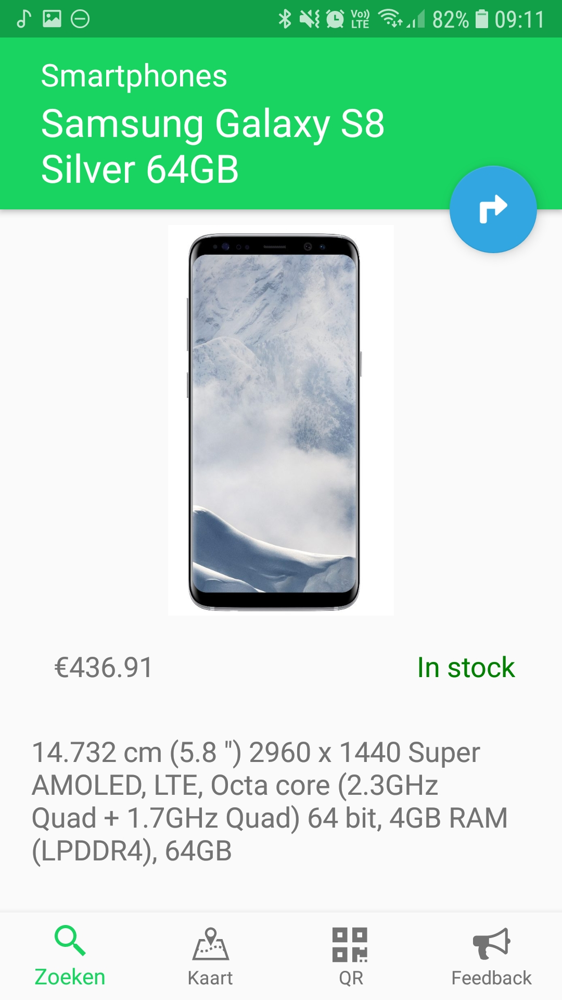 Vo)) LTE 82% 09:11
Smartphones
Samsung Galaxy S8
Silver 64GB
€436.91 In stock
14.732 cm (5.8 ") 2960 x 1440 Super
AMOLED, LTE, Octa core (2.3GHz
Quad + 1.7GHz Quad) 64 bit, 4GB RAM
(LPDDR4), 64GB
Zoeken Kaart QR Feedback